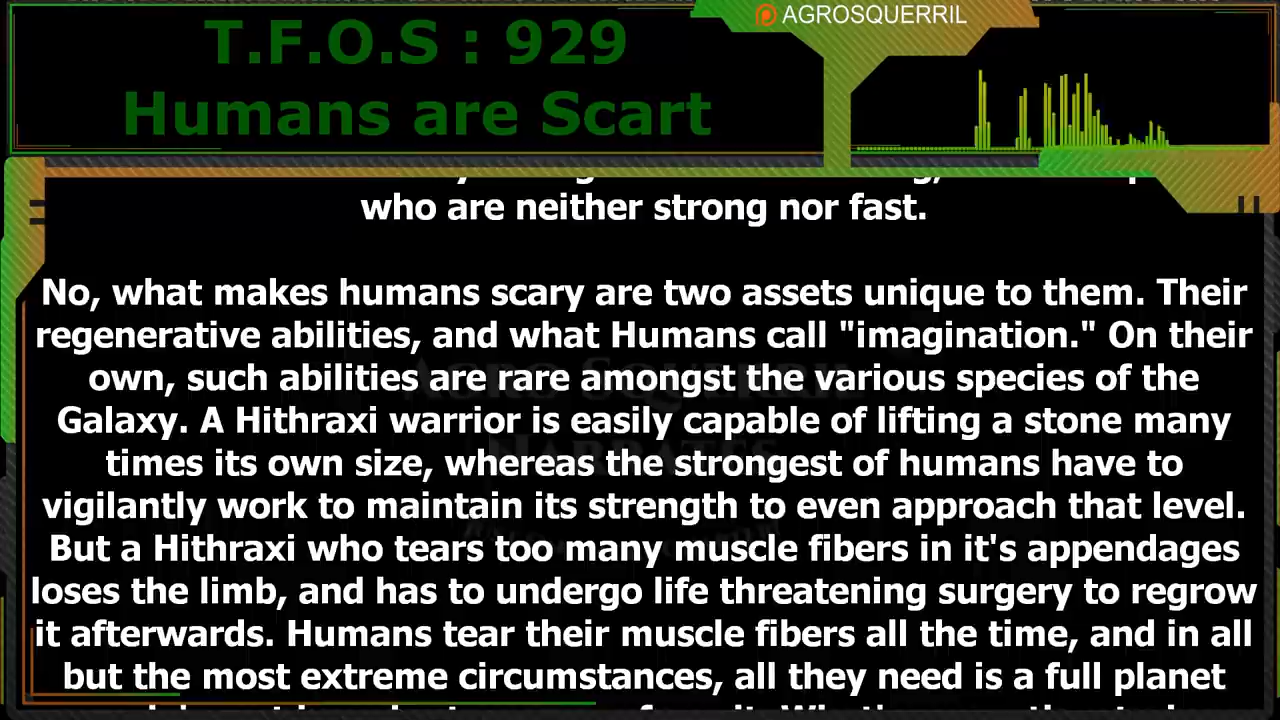 AGROSQUERRIL
T.F.O.S : 929
Humans are Scart
who are neither strong nor fast.
No, what makes humans scary are two assets unique to them. Their
regenerative abilities, and what Humans call "imagination." On their
own, such abilities are rare amongst the various species of the
Galaxy. A Hithraxi warrior is easily capable of lifting a stone many
times its own size, whereas the strongest of humans have to
vigilantly work to maintain its strength to even approach that level.
But a Hithraxi who tears too many muscle fibers in it's appendages
loses the limb, and has to undergo life threatening surgery to regrow
it afterwards. Humans tear their muscle fibers all the time, and in all
but the most extreme circumstances, all they need is a full planet